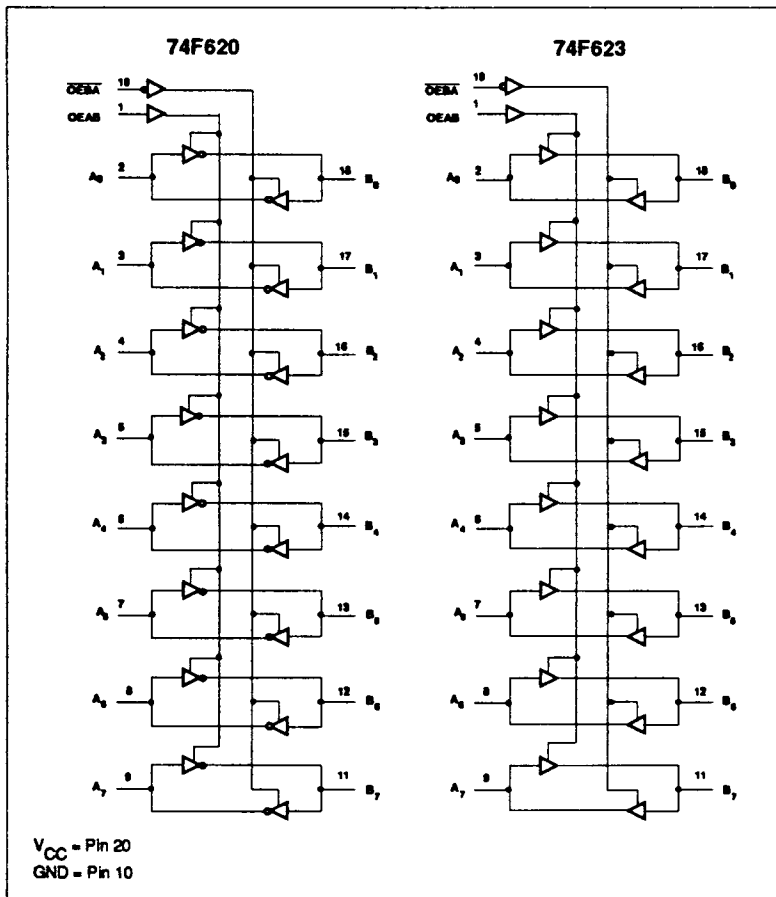 74F620
OEBA 19
OEAB 1
A0 2 18 B0
A1 3 17 B1
A2 4 16 B2
A3 5 15 B3
A4 6 14 B4
A5 7 13 B5
A6 8 12 B6
A7 9 11 B7
VCC = Pin 20
GND = Pin 10
74F623
OEBA 19
OEAB 1
A0 2 18 B0
A1 3 17 B1
A2 4 16 B2
A3 5 15 B3
A4 6 14 B4
A5 7 13 B5
A6 8 12 B6
A7 9 11 B7